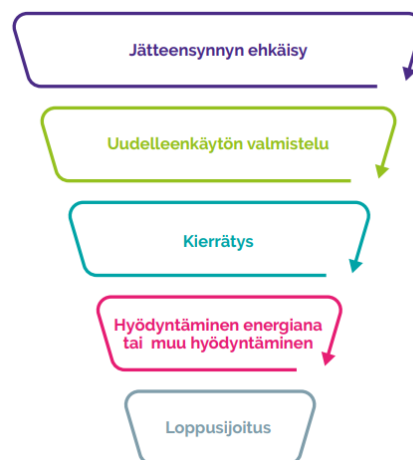 Jätteensynnyn ehkäisy
Uudelleenkäytön valmistelu
Kierrätys
Hyödyntäminen energiana
tai muu hyödyntäminen
Loppusijoitus